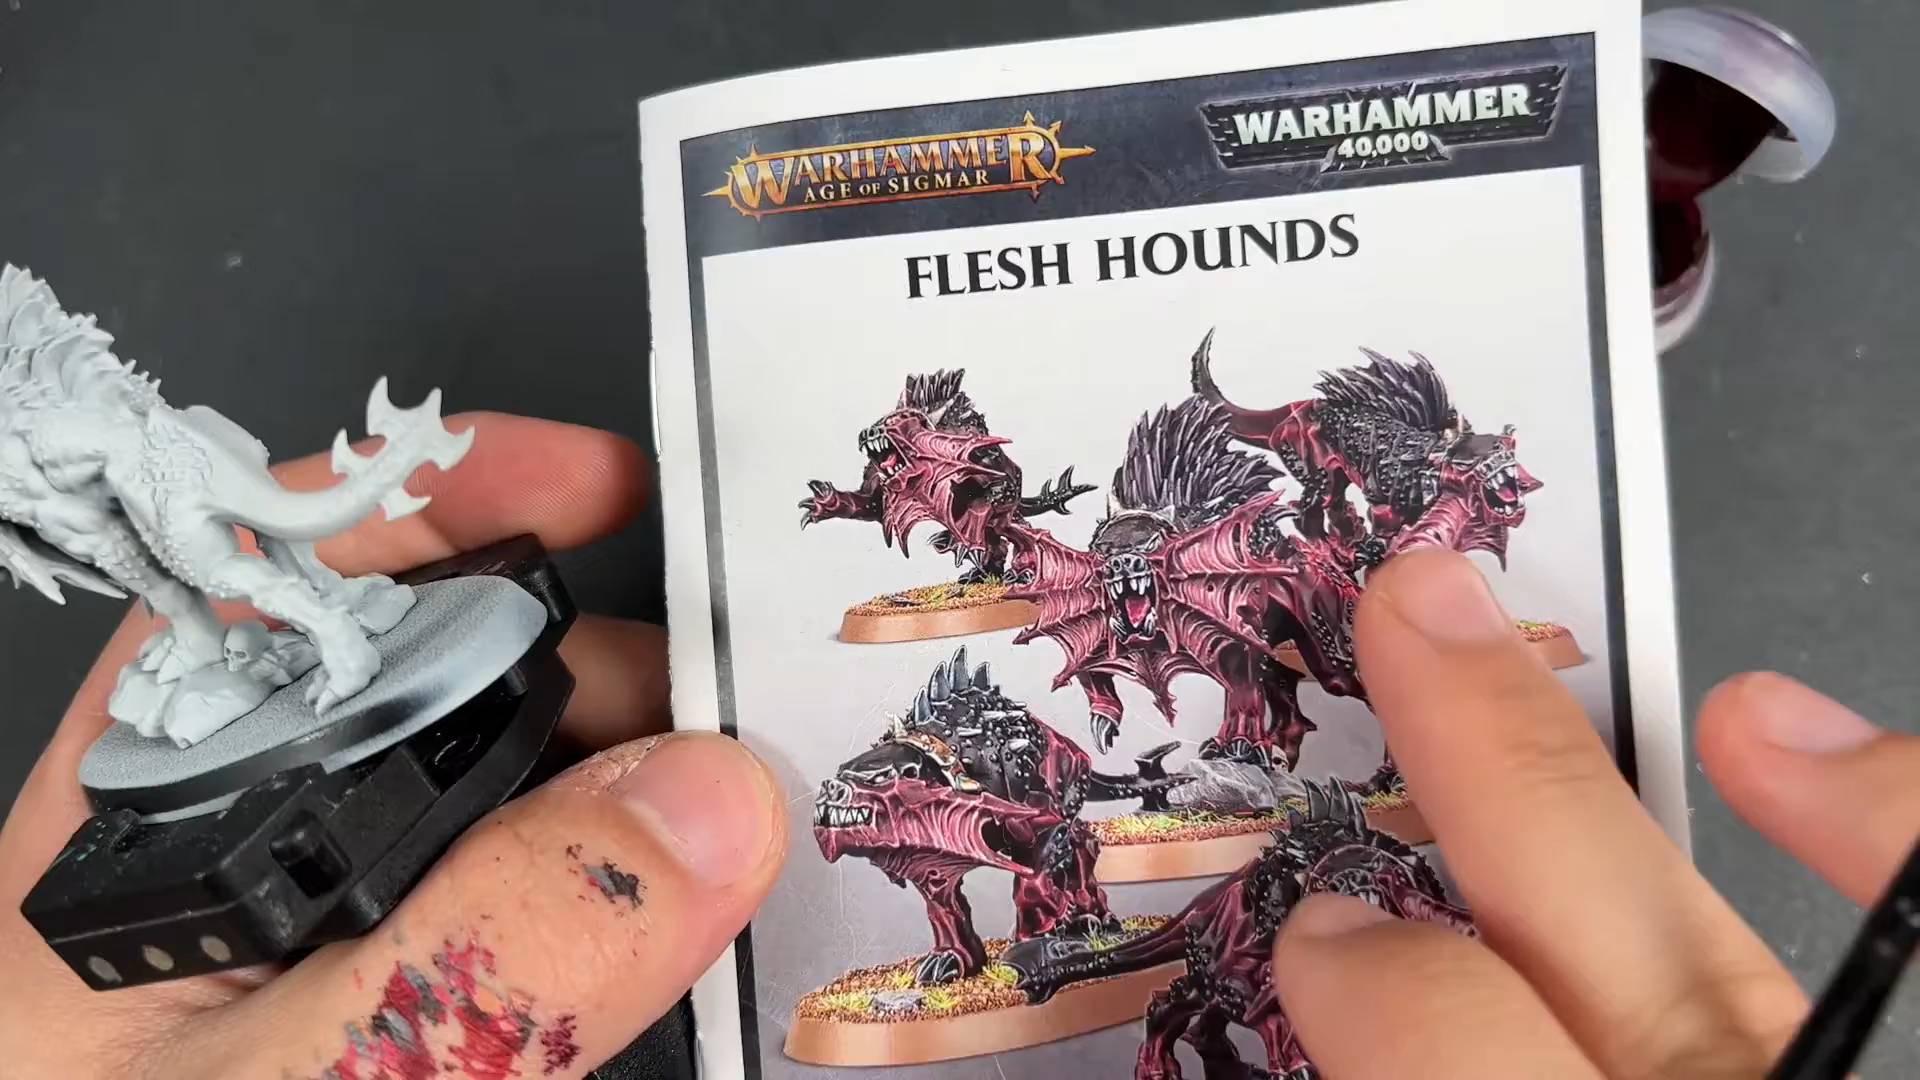 WARHAMMER
AGE OF SIGMAR
WARHAMMER
40,000
FLESH HOUNDS